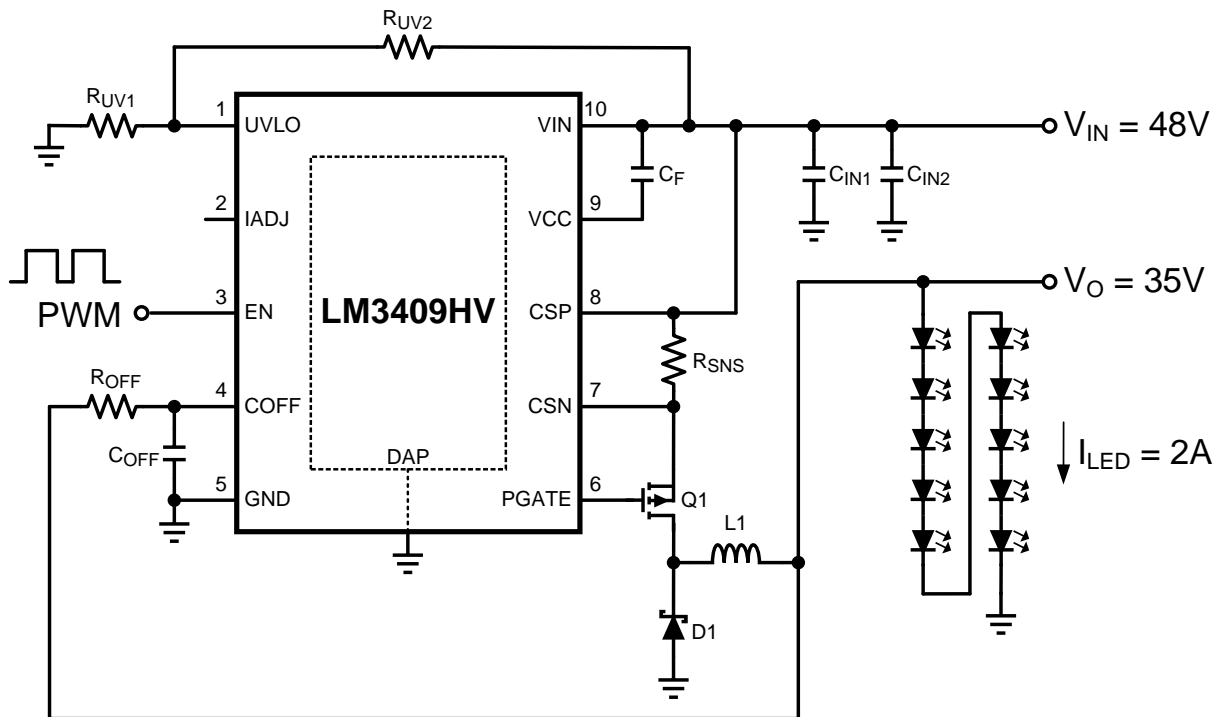 RUV2
RUV1
1
UVLO
VIN
10
VIN = 48V
CF
CIN1
CIN2
2
IADJ
VCC
9
PWM
3
EN
LM3409HV
CSP
8
VO = 35V
RSNS
ROFF
4
COFF
CSN
7
COFF
DAP
ILED = 2A
5
GND
PGATE
6
Q1
L1
D1